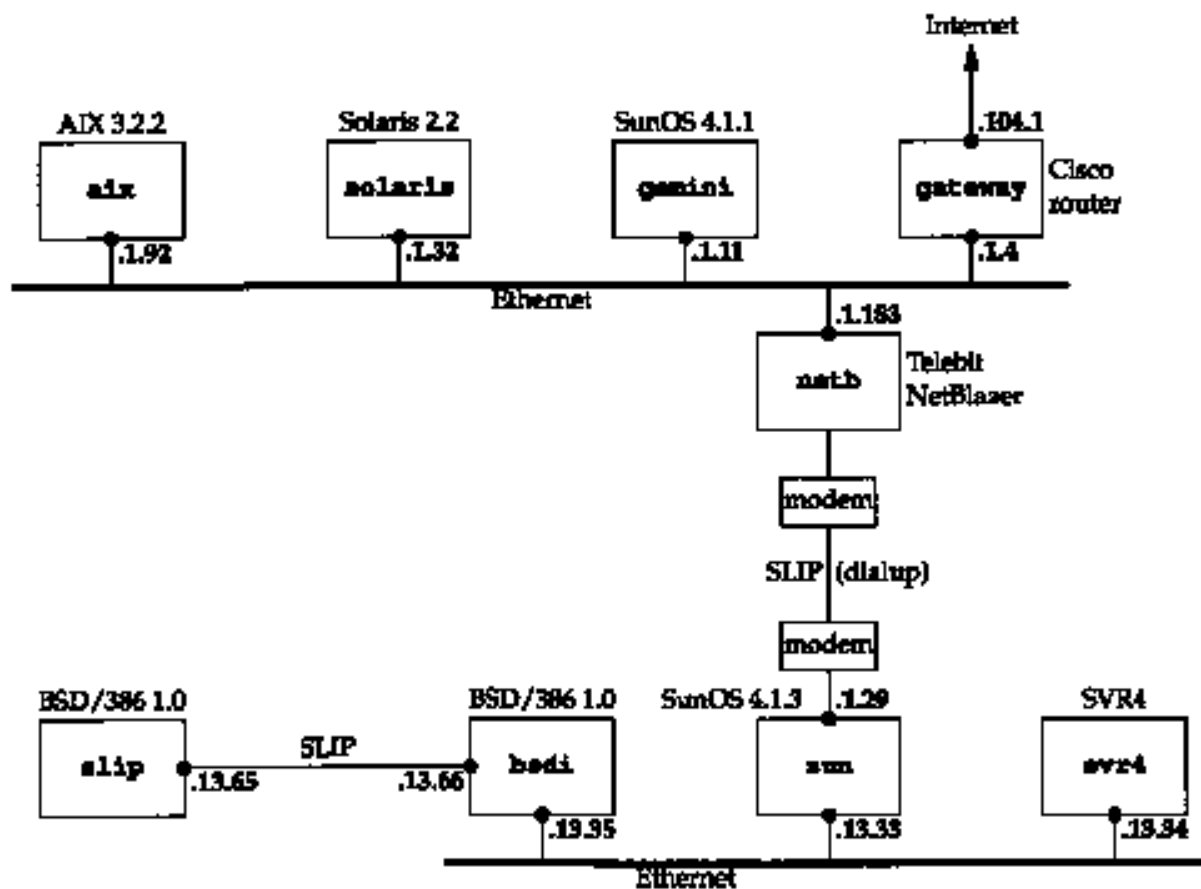 Internet
AIX 3.2.2
Solaris 2.2
SunOS 4.1.1
.104.1
aix
solaris
gemini
gateway
Cisco
router
.1.92
.1.32
.1.11
.1.4
Ethernet
.1.183
netb
Telebit
NetBlazer
modem
SLIP (dialup)
modem
BSD/386 1.0
BSD/386 1.0
SunOS 4.1.3
.1.29
SVR4
slip
SLIP
bsdi
sun
svr4
.13.65
.13.66
.13.35
.13.33
.13.34
Ethernet